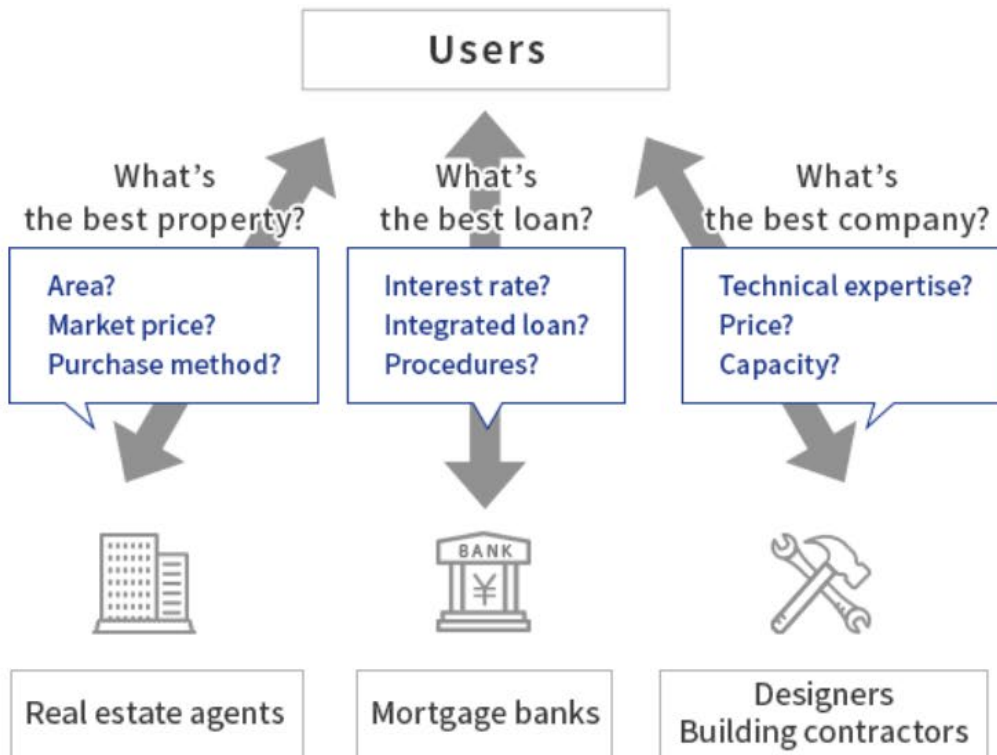 Users
What’s
the best property?
What’s
the best loan?
What’s
the best company?
Area?
Market price?
Purchase method?
Interest rate?
Integrated loan?
Procedures?
Technical expertise?
Price?
Capacity?
BANK
¥
Real estate agents
Mortgage banks
Designers
Building contractors